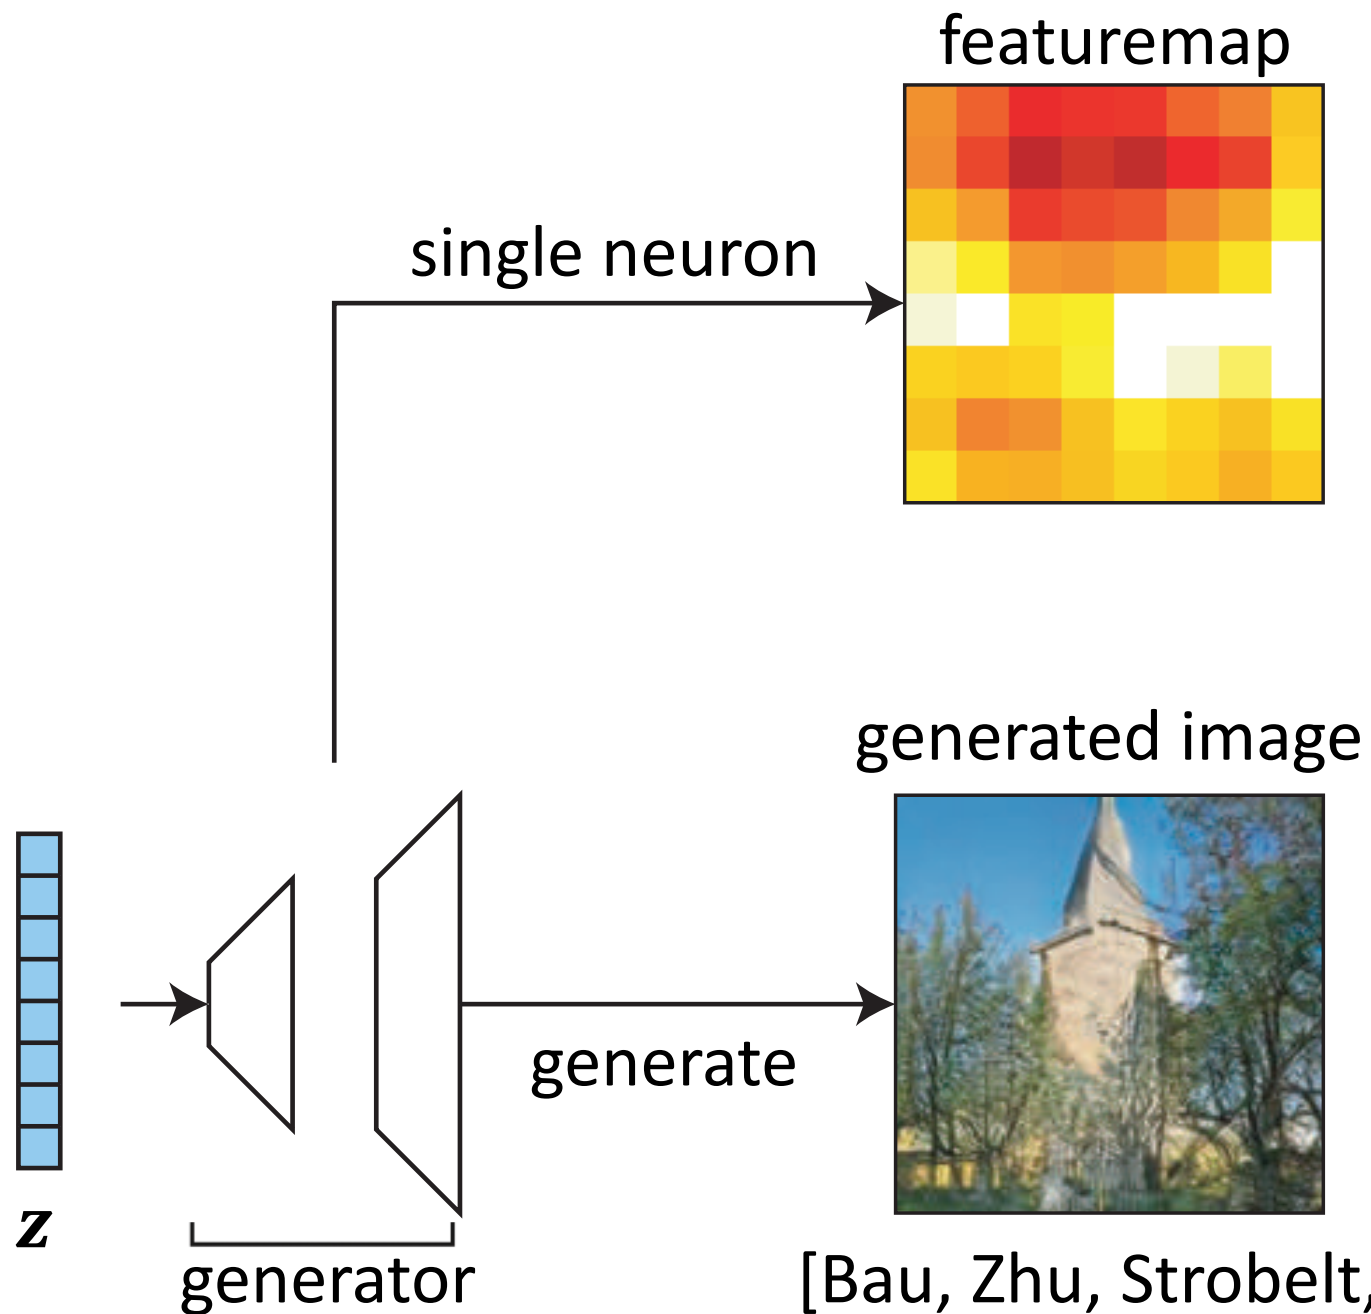 featuremap
single neuron
generated image
generate
z
generator
[Bau, Zhu, Strobelt,